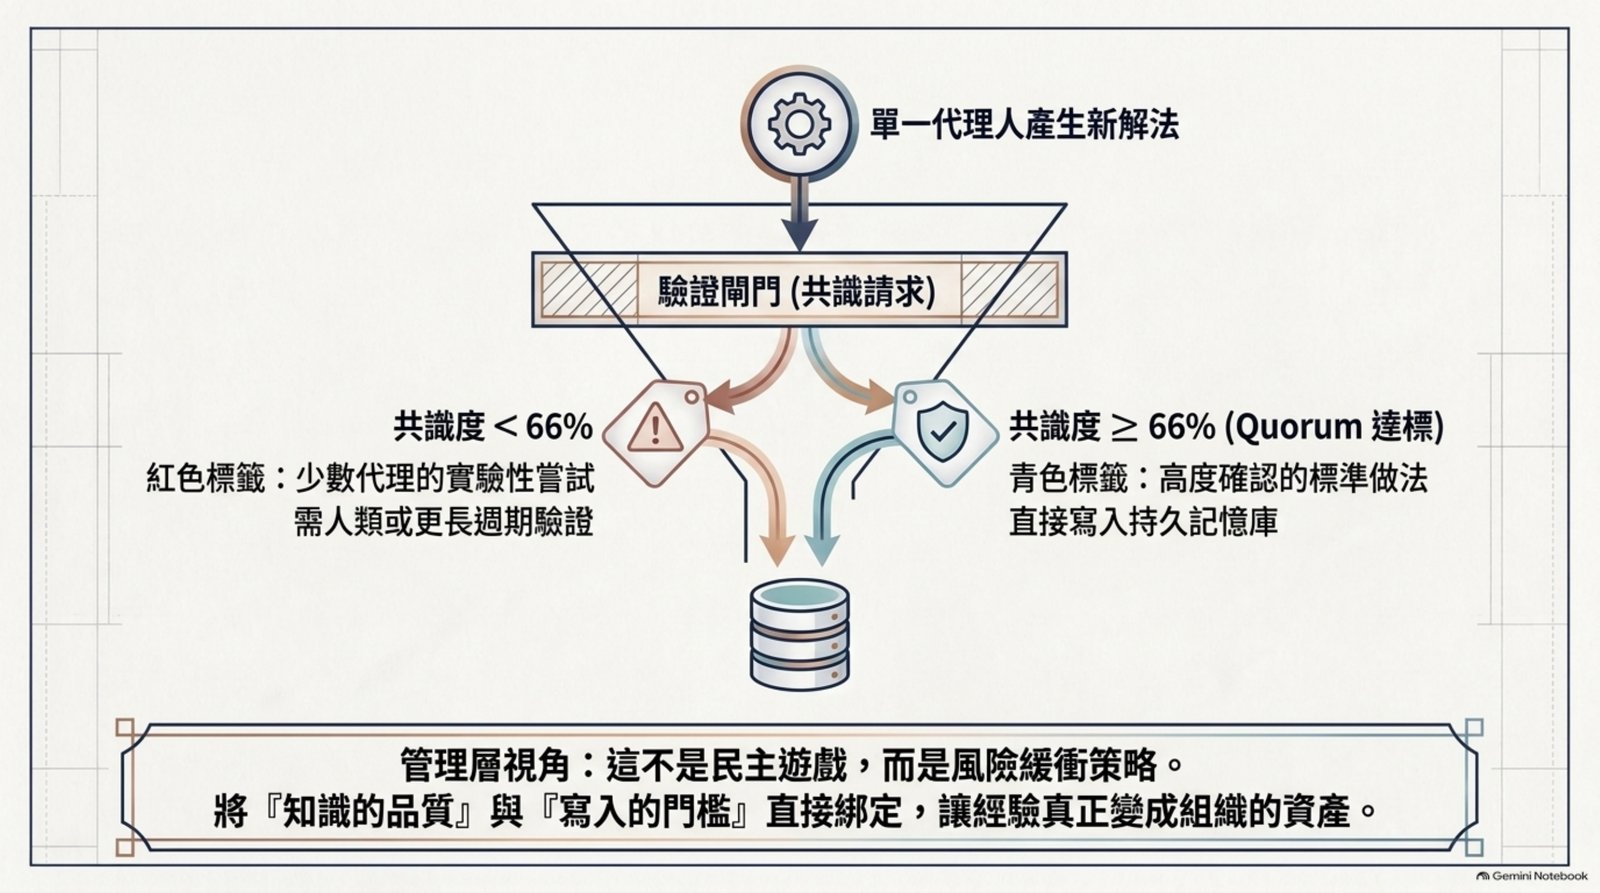 單一代理人產生新解法
驗證閘門 (共識請求)
共識度 < 66%
紅色標籤：少數代理的實驗性嘗試
需人類或更長週期驗證
共識度 ≥ 66% (Quorum 達標)
青色標籤：高度確認的標準做法
直接寫入持久記憶庫
管理層視角：這不是民主遊戲，而是風險緩衝策略。
將『知識的品質』與『寫入的門檻』直接綁定，讓經驗真正變成組織的資產。
Gemini Notebook